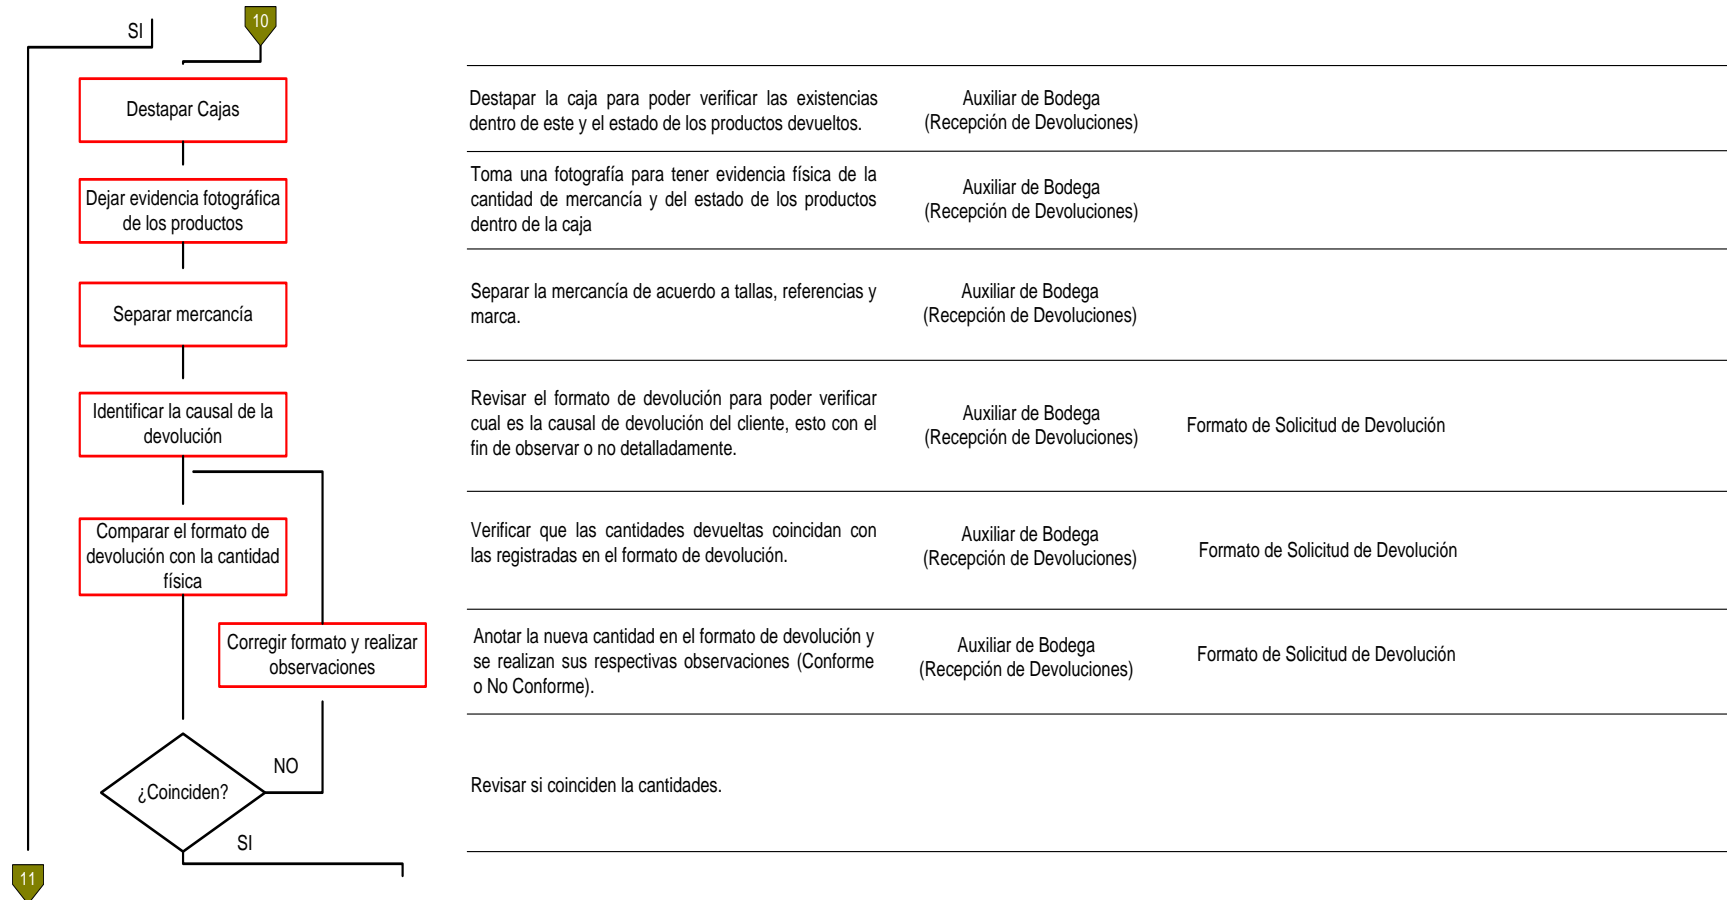 SI
10
Destapar Cajas
Destapar la caja para poder verificar las existencias
dentro de este y el estado de los productos devueltos.
Auxiliar de Bodega
(Recepción de Devoluciones)
Dejar evidencia fotográfica
de los productos
Toma una fotografía para tener evidencia física de la
cantidad de mercancía y del estado de los productos
dentro de la caja
Auxiliar de Bodega
(Recepción de Devoluciones)
Separar mercancía
Separar la mercancía de acuerdo a tallas, referencias y
marca.
Auxiliar de Bodega
(Recepción de Devoluciones)
Identificar la causal de la
devolución
Revisar el formato de devolución para poder verificar
cual es la causal de devolución del cliente, esto con el
fin de observar o no detalladamente.
Auxiliar de Bodega
(Recepción de Devoluciones)
Formato de Solicitud de Devolución
Comparar el formato de
devolución con la cantidad
física
Verificar que las cantidades devueltas coincidan con
las registradas en el formato de devolución.
Auxiliar de Bodega
(Recepción de Devoluciones)
Formato de Solicitud de Devolución
Corregir formato y realizar
observaciones
Anotar la nueva cantidad en el formato de devolución y
se realizan sus respectivas observaciones (Conforme
o No Conforme).
Auxiliar de Bodega
(Recepción de Devoluciones)
Formato de Solicitud de Devolución
¿Coinciden?
NO
SI
Revisar si coinciden la cantidades.
11